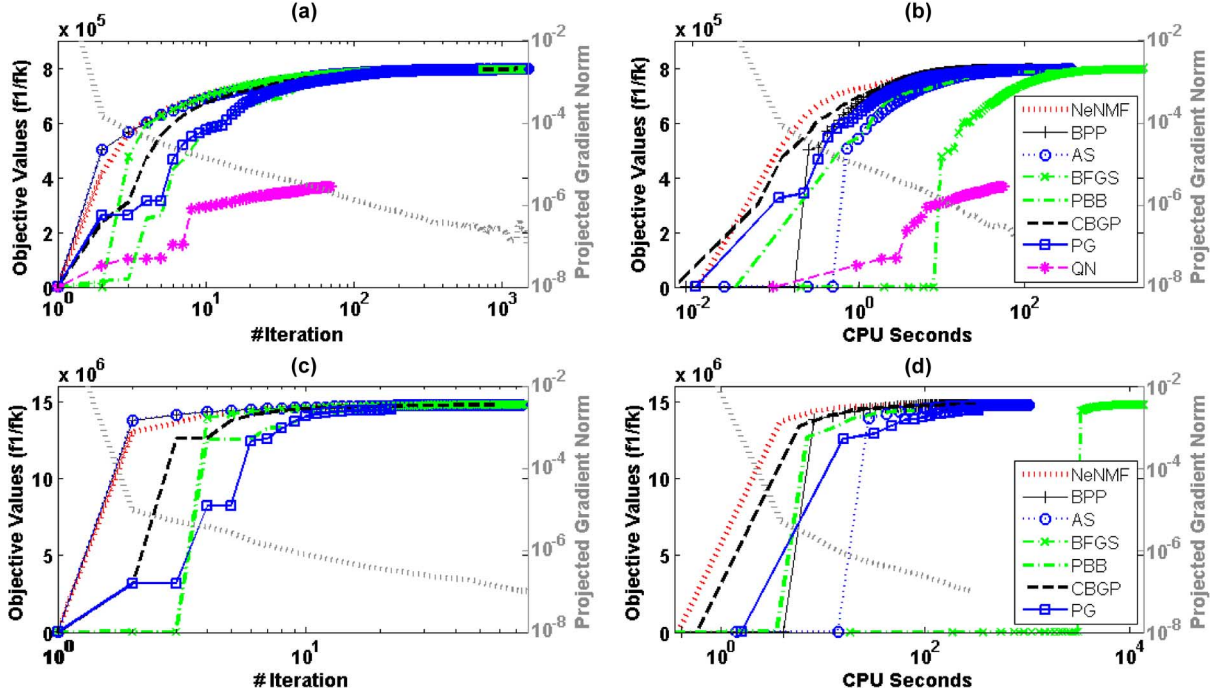 (a)
x 10^5
8
6
4
2
0
10^0
10^1
10^2
10^3
10^-2
10^-4
10^-6
10^-8
Objective Values (f1/fk)
#Iteration
Projected Gradient Norm
(b)
x 10^5
8
6
4
2
0
10^-2
10^0
10^2
10^-2
10^-4
10^-6
10^-8
Objective Values (f1/fk)
CPU Seconds
Projected Gradient Norm
NeNMF
BPP
AS
BFGS
PBB
CBGP
PG
QN
(c)
x 10^6
15
10
5
0
10^0
10^1
10^-2
10^-4
10^-6
10^-8
Objective Values (f1/fk)
#Iteration
Projected Gradient Norm
(d)
x 10^6
15
10
5
0
10^0
10^2
10^4
10^-2
10^-4
10^-6
10^-8
Objective Values (f1/fk)
CPU Seconds
Projected Gradient Norm
NeNMF
BPP
AS
BFGS
PBB
CBGP
PG